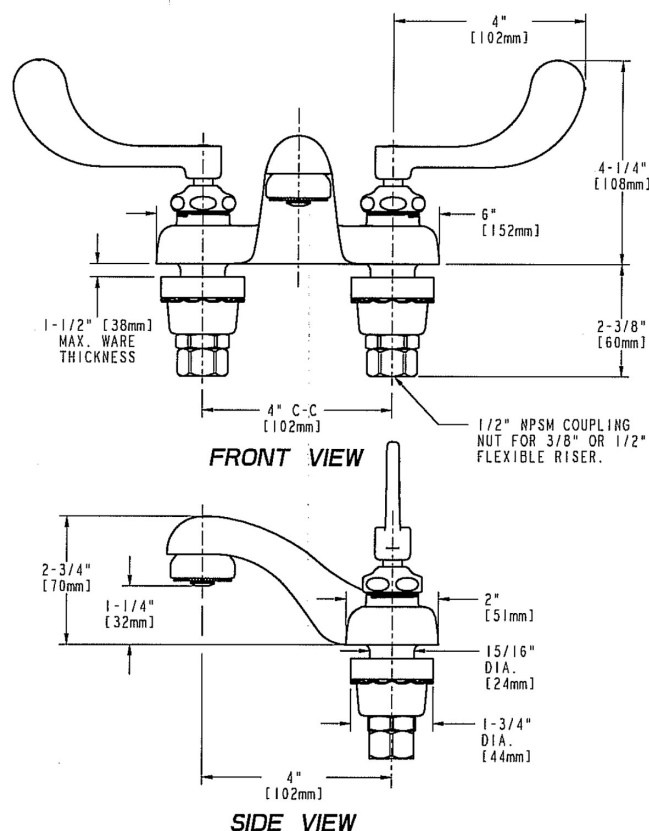 4"
[102mm]
4-1/4"
[108mm]
6"
[152mm]
1-1/2" [38mm]
MAX. WARE
THICKNESS
2-3/8"
[60mm]
4" C-C
[102mm]
1/2" NPSM COUPLING
NUT FOR 3/8" OR 1/2"
FLEXIBLE RISER.
FRONT VIEW
2-3/4"
[70mm]
1-1/4"
[32mm]
2"
[51mm]
15/16"
DIA.
[24mm]
1-3/4"
DIA.
[44mm]
4"
[102mm]
SIDE VIEW